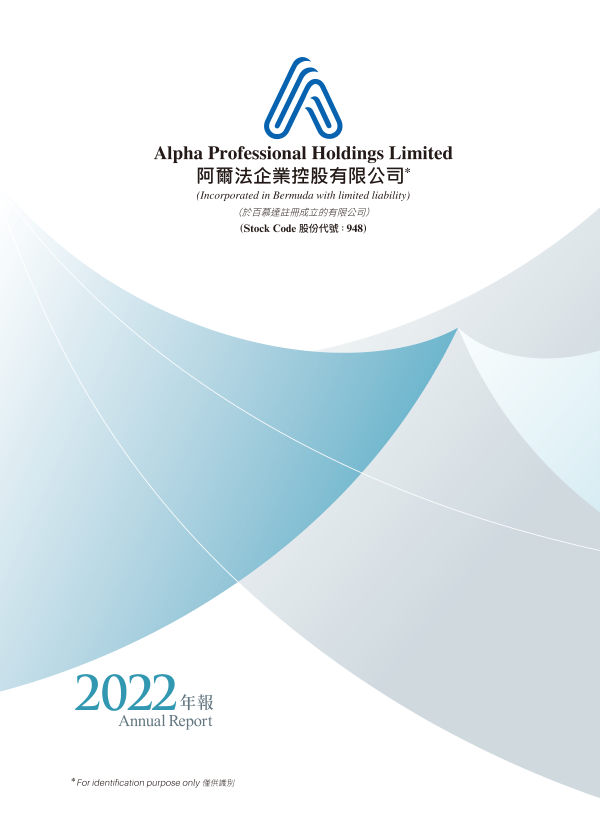 Alpha Professional Holdings Limited
阿爾法企業控股有限公司*
(Incorporated in Bermuda with limited liability)
(於百慕達註冊成立的有限公司)
(Stock Code 股份代號：948)
2022年報
Annual Report
* For identification purpose only 僅供識別